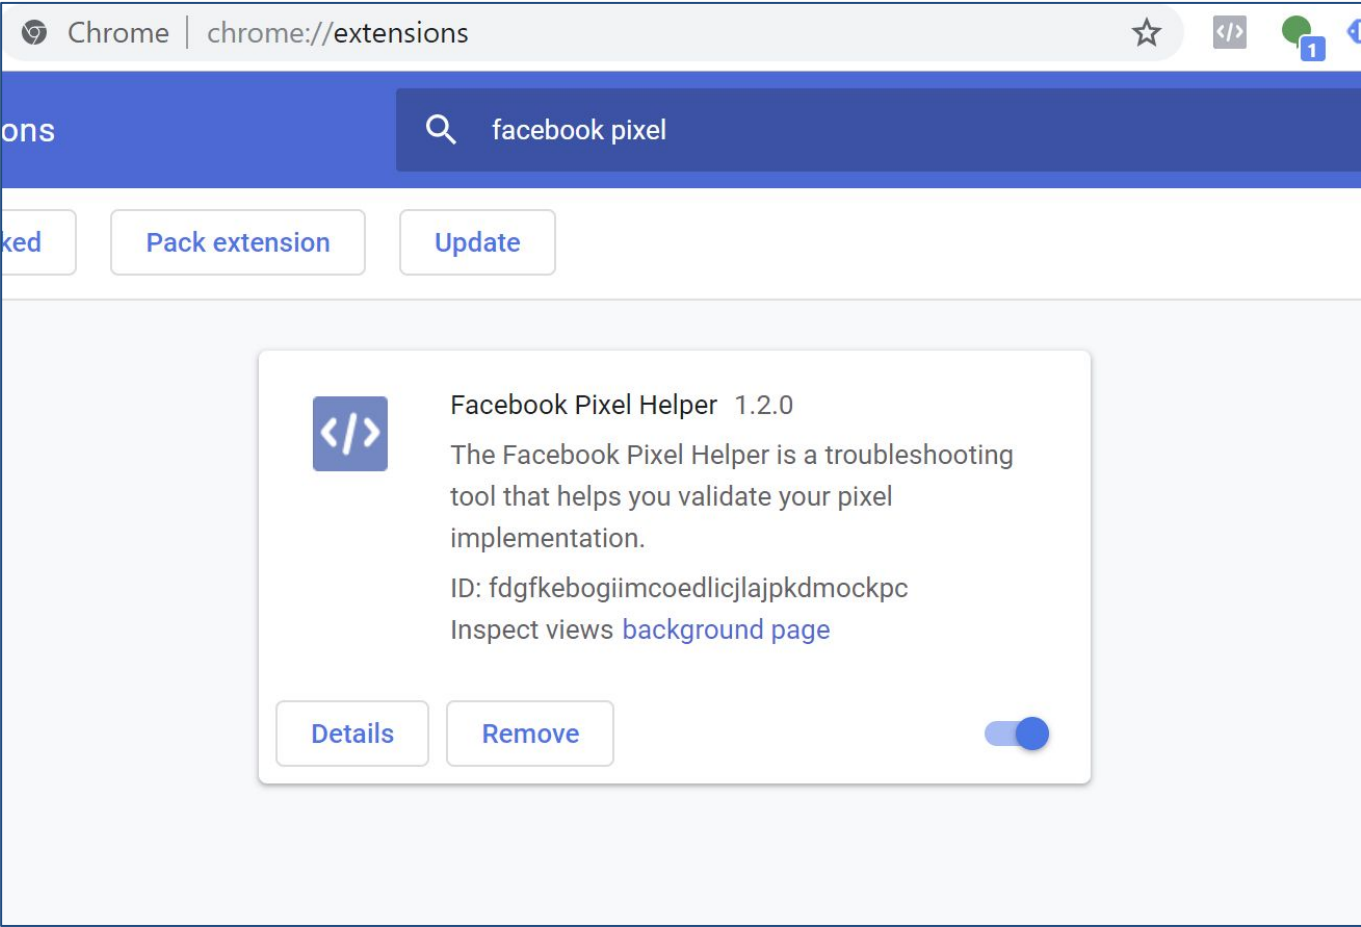 Chrome | chrome://extensions
1
ons
facebook pixel
ked
Pack extension
Update
</>
Facebook Pixel Helper 1.2.0
The Facebook Pixel Helper is a troubleshooting
tool that helps you validate your pixel
implementation.
ID: fdgfkebogiimcoedlicjlajpkdmockpc
Inspect views background page
Details
Remove